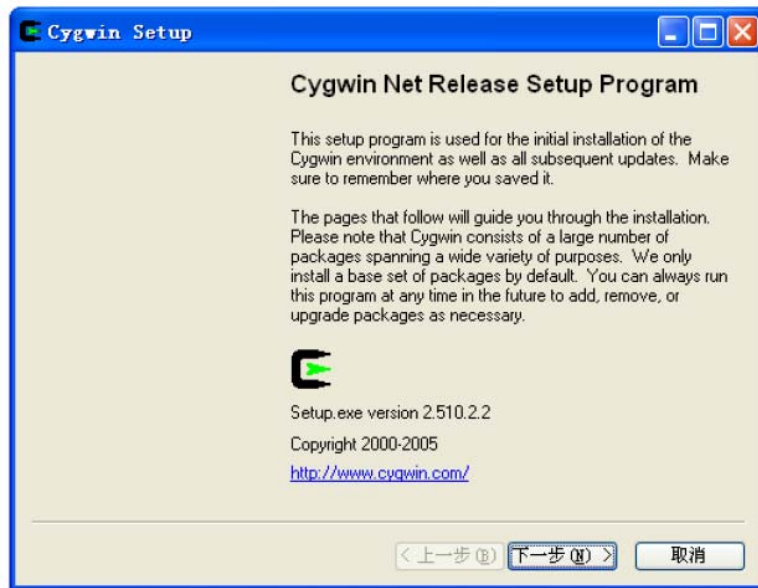 Cygwin Setup
Cygwin Net Release Setup Program
This setup program is used for the initial installation of the
Cygwin environment as well as all subsequent updates.  Make
sure to remember where you saved it.
The pages that follow will guide you through the installation.
Please note that Cygwin consists of a large number of
packages spanning a wide variety of purposes.  We only
install a base set of packages by default.  You can always run
this program at any time in the future to add, remove, or
upgrade packages as necessary.
Setup.exe version 2.510.2.2
Copyright 2000-2005
http://www.cygwin.com/
< 上一步(B) 下一步(N) > 取消